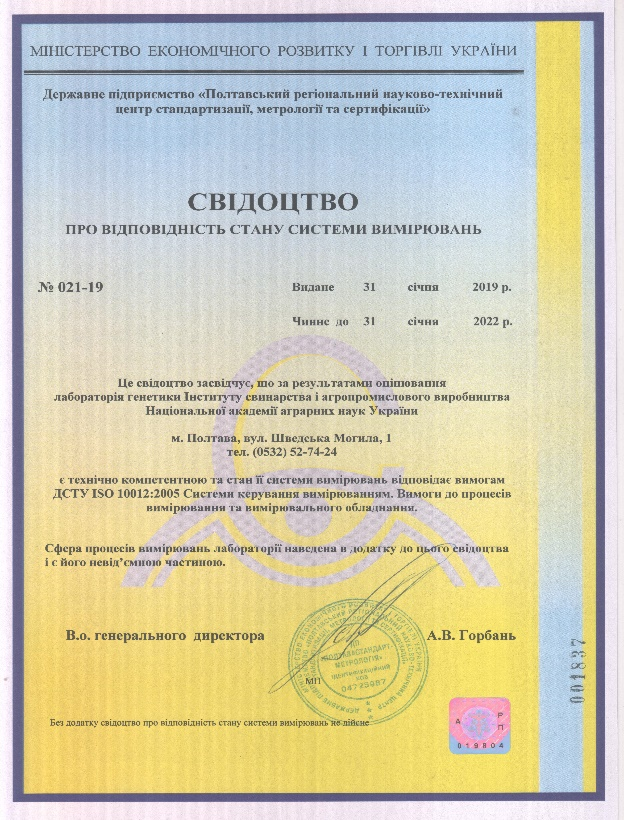 МІНІСТЕРСТВО ЕКОНОМІЧНОГО РОЗВИТКУ І ТОРГІВЛІ УКРАЇНИ
Державне підприємство «Полтавський регіональний науково-технічний
центр стандартизації, метрології та сертифікації»
СВІДОЦТВО
ПРО ВІДПОВІДНІСТЬ СТАНУ СИСТЕМИ ВИМІРЮВАНЬ
№ 021-19
Видане 31 січня 2019 р.
Чинне до 31 січня 2022 р.
Це свідоцтво засвідчує, що за результатами оцінювання
лабораторія генетики Інституту свинарства і агропромислового виробництва
Національної академії аграрних наук України
м. Полтава, вул. Шведська Могила, 1
тел. (0532) 52-74-24
є технічно компетентною та стан її системи вимірювань відповідає вимогам
ДСТУ ISO 10012:2005 Системи керування вимірюванням. Вимоги до процесів
вимірювання та вимірювального обладнання.
Сфера процесів вимірювань лабораторії наведена в додатку до цього свідоцтва
і є його невід’ємною частиною.
В.о. генерального директора А.В. Горбань
ДП
«ПОЛТАВАСТАНДАРТ-
МЕТРОЛОГІЯ»
Ідентифікаційний
код
04725987
МП
Без додатку свідоцтво про відповідність стану системи вимірювань не дійсне
А Р
П
019804
001837